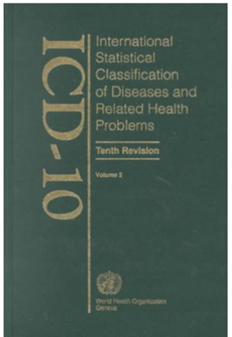 ICD-10
International
Statistical
Classification
of Diseases and
Related Health
Problems
Tenth Revision
Volume 2
World Health Organization
Geneva